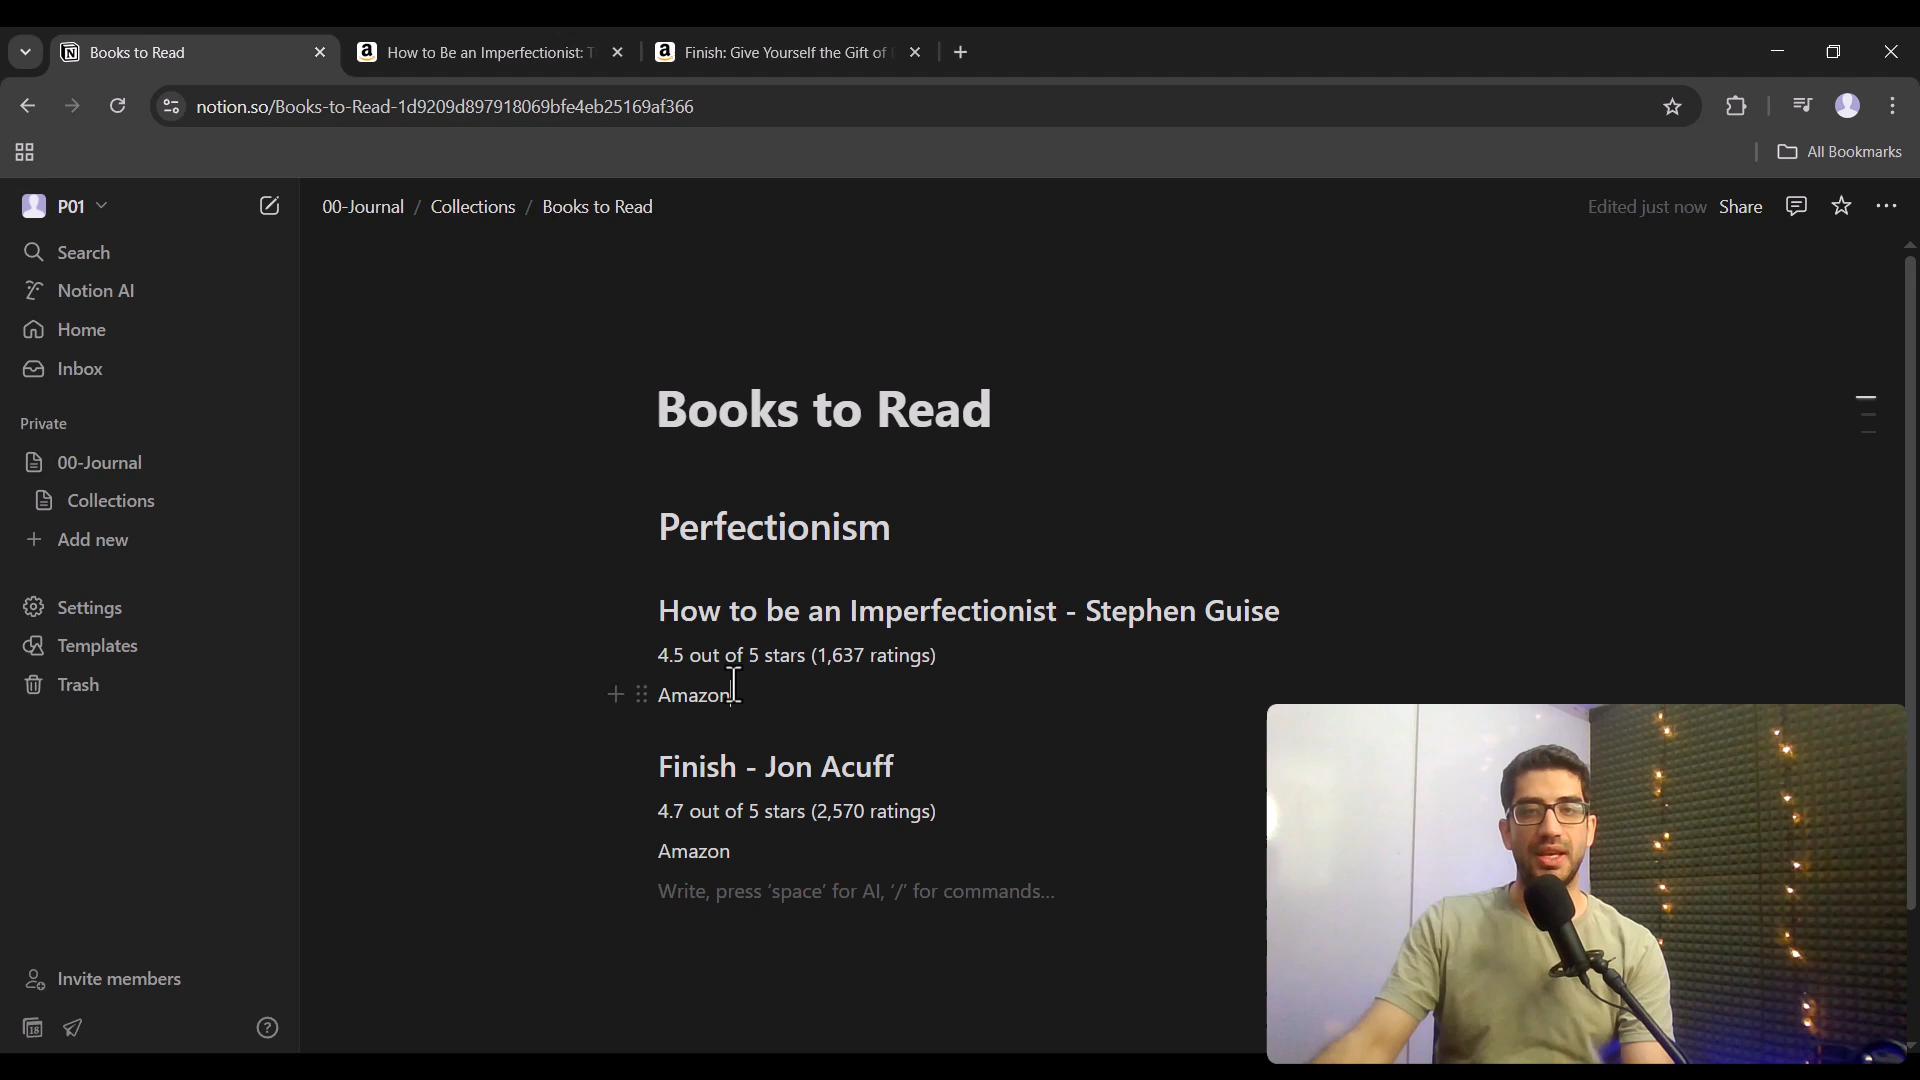 Books to Read
How to Be an Imperfectionist: T
Finish: Give Yourself the Gift of
notion.so/Books-to-Read-1d9209d897918069bfe4eb25169af366
All Bookmarks
P01
00-Journal / Collections / Books to Read
Edited just now
Share
Search
Notion AI
Home
Inbox
Private
00-Journal
Collections
Add new
Settings
Templates
Trash
Invite members
18
Books to Read
Perfectionism
How to be an Imperfectionist - Stephen Guise
4.5 out of 5 stars (1,637 ratings)
Amazon
Finish - Jon Acuff
4.7 out of 5 stars (2,570 ratings)
Amazon
Write, press ‘space’ for AI, ‘/’ for commands...